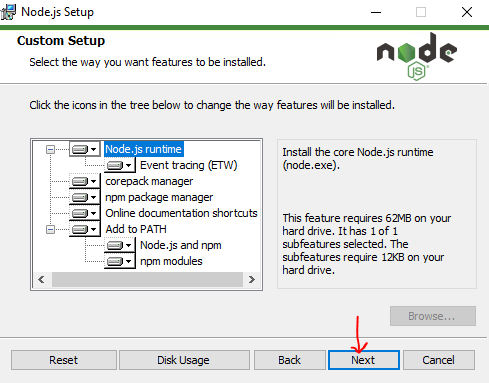 Node.js Setup
Custom Setup
Select the way you want features to be installed.
node
JS
Click the icons in the tree below to change the way features will be installed.
Node.js runtime
Event tracing (ETW)
corepack manager
npm package manager
Online documentation shortcuts
Add to PATH
Node.js and npm
npm modules
Install the core Node.js runtime
(node.exe).
This feature requires 62MB on your
hard drive. It has 1 of 1
subfeatures selected. The
subfeatures require 12KB on your
hard drive.
Browse...
Reset
Disk Usage
Back
Next
Cancel